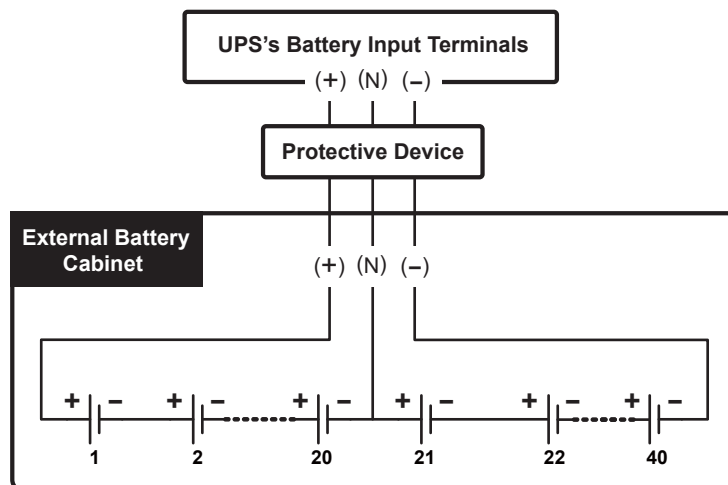 UPS's Battery Input Terminals
(+) (N) (−)
Protective Device
External Battery
Cabinet
(+) (N) (−)
+ − + − + − + − + − + −
1 2 20 21 22 40